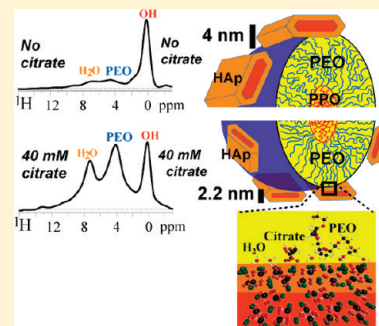 No
citrate
OH
No
citrate
H₂O PEO
¹H 12 8 4 0 ppm
4 nm
HAp
PEO
PPO
40 mM
citrate
H₂O
PEO
OH
40 mM
citrate
¹H 12 8 4 0 ppm
HAp
PEO
2.2 nm
Citrate
PEO
H₂O